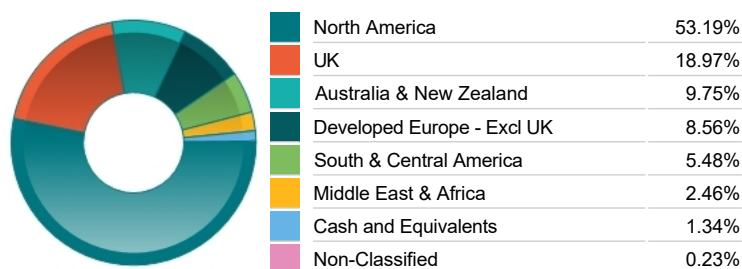 North America 53.19%
UK 18.97%
Australia & New Zealand 9.75%
Developed Europe - Excl UK 8.56%
South & Central America 5.48%
Middle East & Africa 2.46%
Cash and Equivalents 1.34%
Non-Classified 0.23%